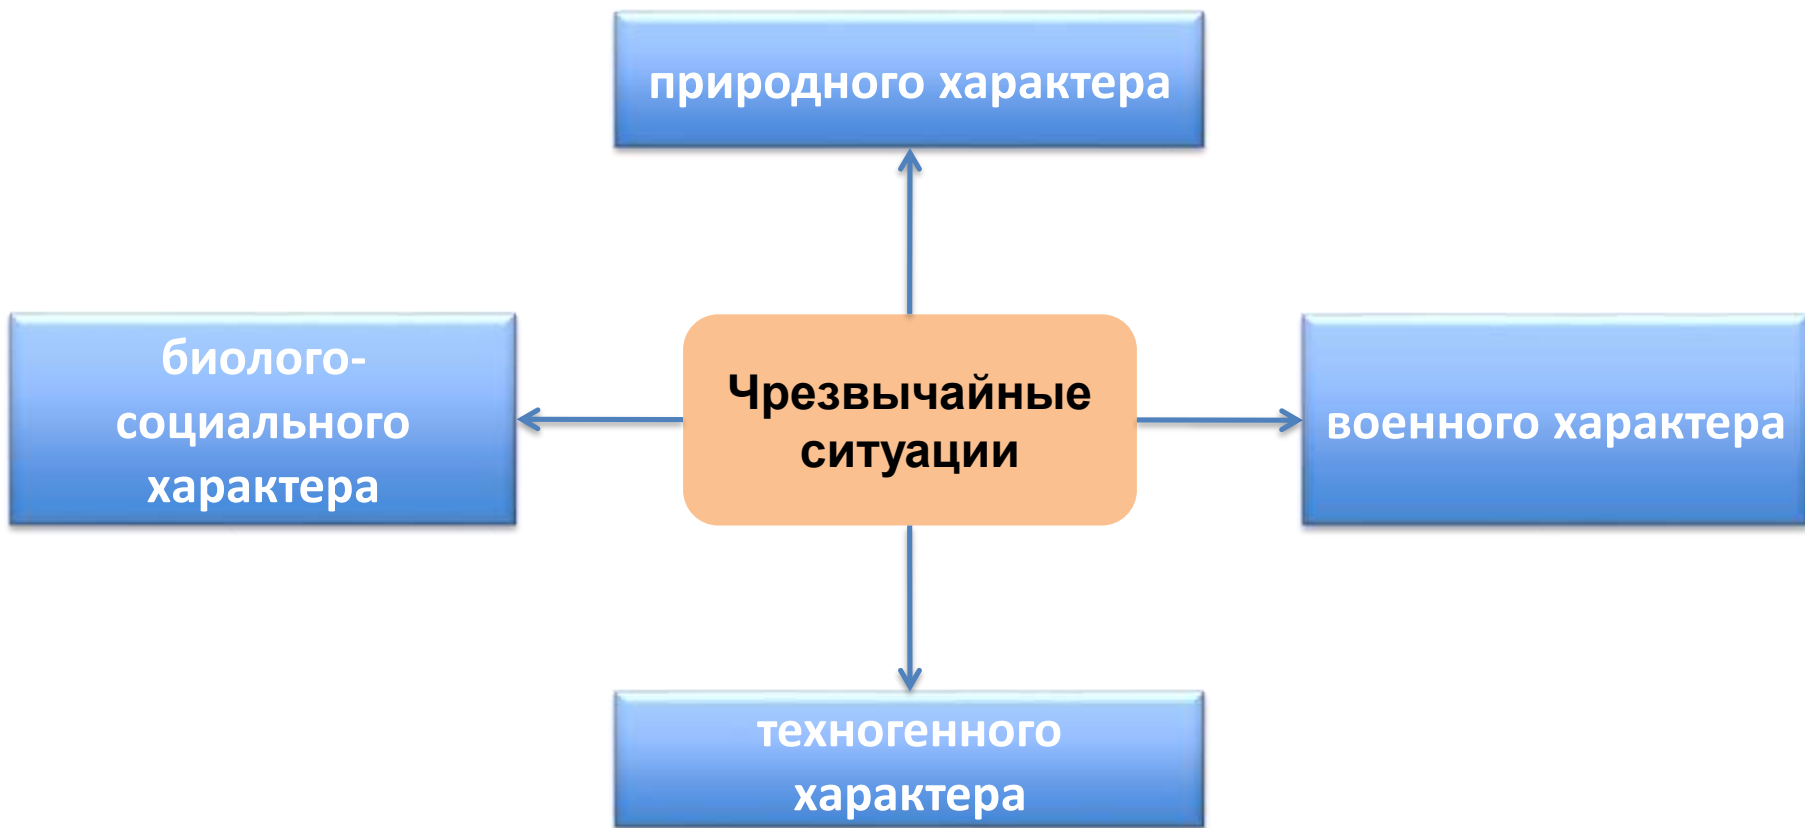 природного характера
биолого-
социального
характера
Чрезвычайные
ситуации
военного характера
техногенного
характера